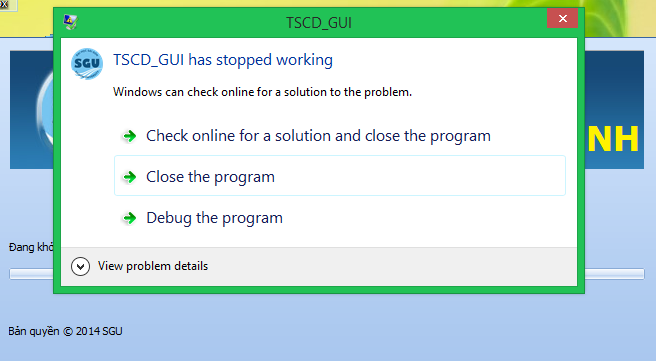 TSCD_GUI
SGU
TSCD_GUI has stopped working
Windows can check online for a solution to the problem.
Check online for a solution and close the program
NH
Close the program
Debug the program
Đang
View problem details
Bản quyền © 2014 SGU